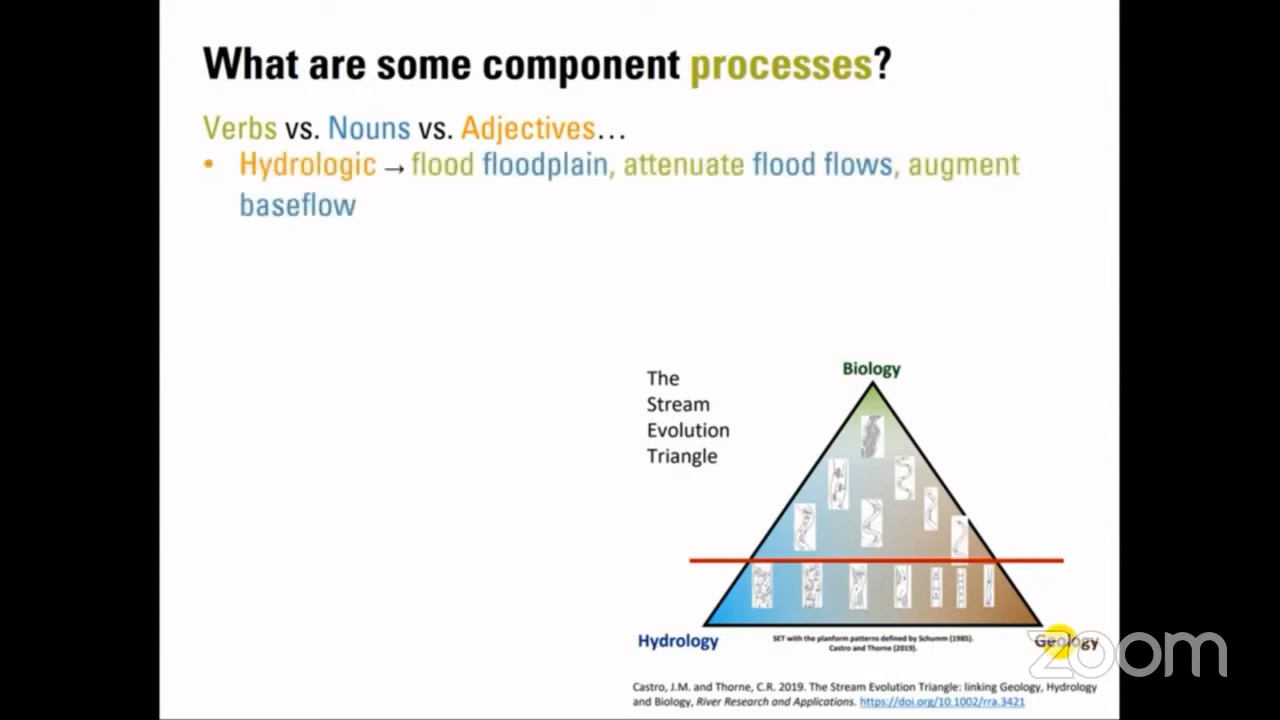 What are some component processes?
Verbs vs. Nouns vs. Adjectives…
• Hydrologic → flood floodplain, attenuate flood flows, augment
baseflow
The
Stream
Evolution
Triangle
Biology
Hydrology
Geology
SET with the planform patterns defined by Schumm (1985).
Castro and Thorne (2019).
zoom
Castro, J.M. and Thorne, C.R. 2019. The Stream Evolution Triangle: linking Geology, Hydrology
and Biology, River Research and Applications. https://doi.org/10.1002/rra.3421